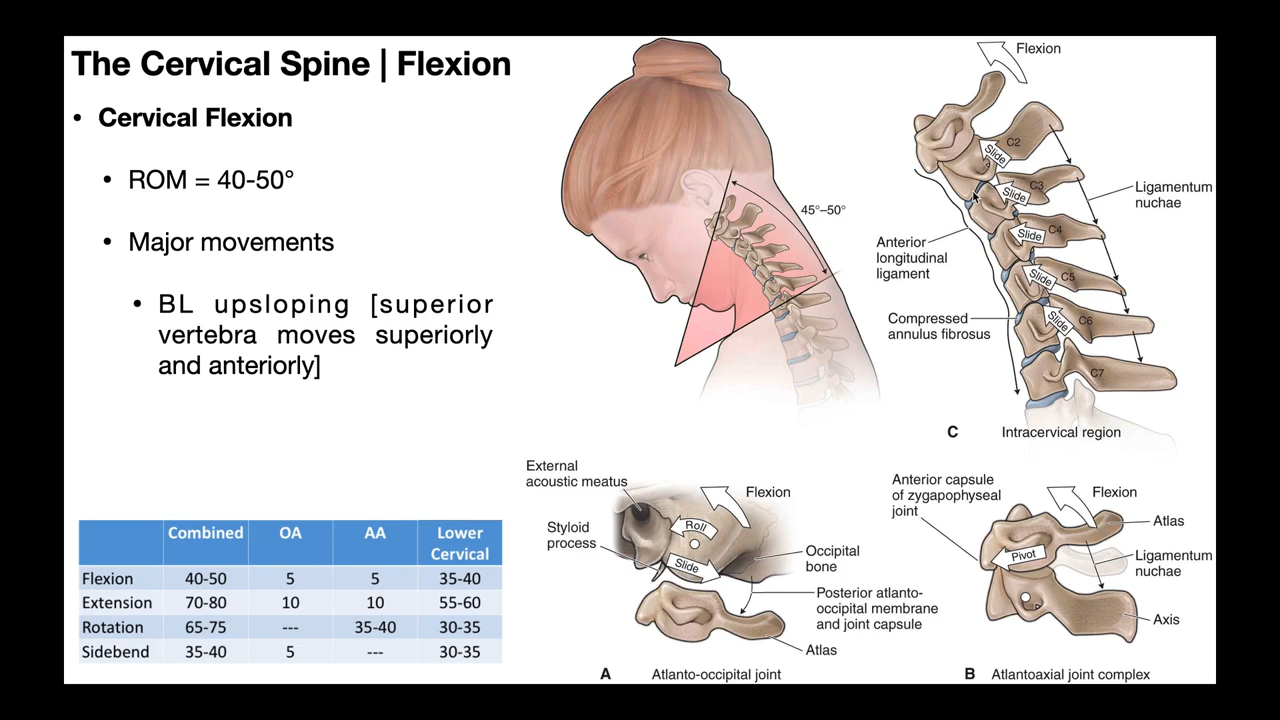 The Cervical Spine | Flexion
• Cervical Flexion
• ROM = 40-50°
• Major movements
• BL upsloping [superior
vertebra moves superiorly
and anteriorly]
Combined OA AA Lower
Cervical
Flexion 40-50 5 5 35-40
Extension 70-80 10 10 55-60
Rotation 65-75 --- 35-40 30-35
Sidebend 35-40 5 --- 30-35
45°–50°
Flexion
C2
Slide
C3
Slide
Ligamentum
nuchae
C4
Slide
Anterior
longitudinal
ligament
C5
Slide
Compressed
annulus fibrosus
C6
Slide
C7
C Intracervical region
External
acoustic meatus
Flexion
Roll
Styloid
process
Slide
Occipital
bone
Posterior atlanto-
occipital membrane
and joint capsule
Atlas
A Atlanto-occipital joint
Anterior capsule
of zygapophyseal
joint
Flexion
Atlas
Pivot
Ligamentum
nuchae
Axis
B Atlantoaxial joint complex